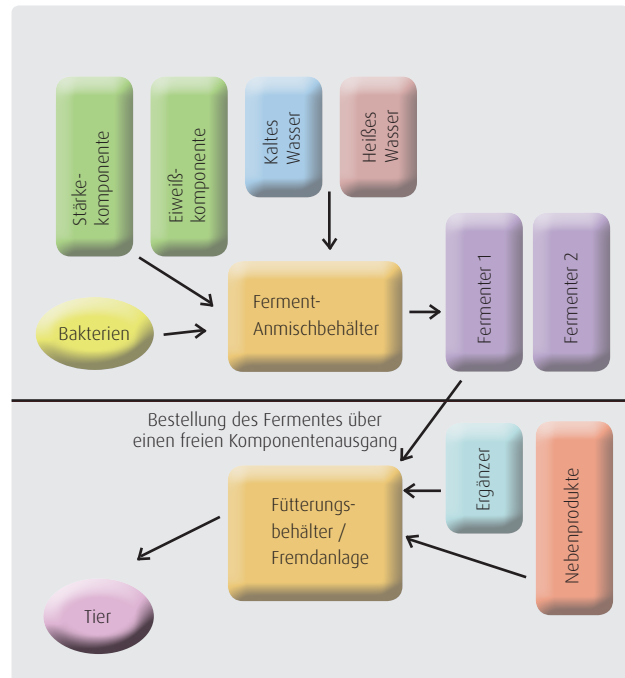 Stärke-
komponente
Eiweiß-
komponente
Kaltes
Wasser
Heißes
Wasser
Bakterien
Ferment-
Anmischbehälter
Fermenter 1
Fermenter 2
Bestellung des Fermentes über
einen freien Komponentenausgang
Fütterungs-
behälter /
Fremdanlage
Ergänzer
Nebenprodukte
Tier